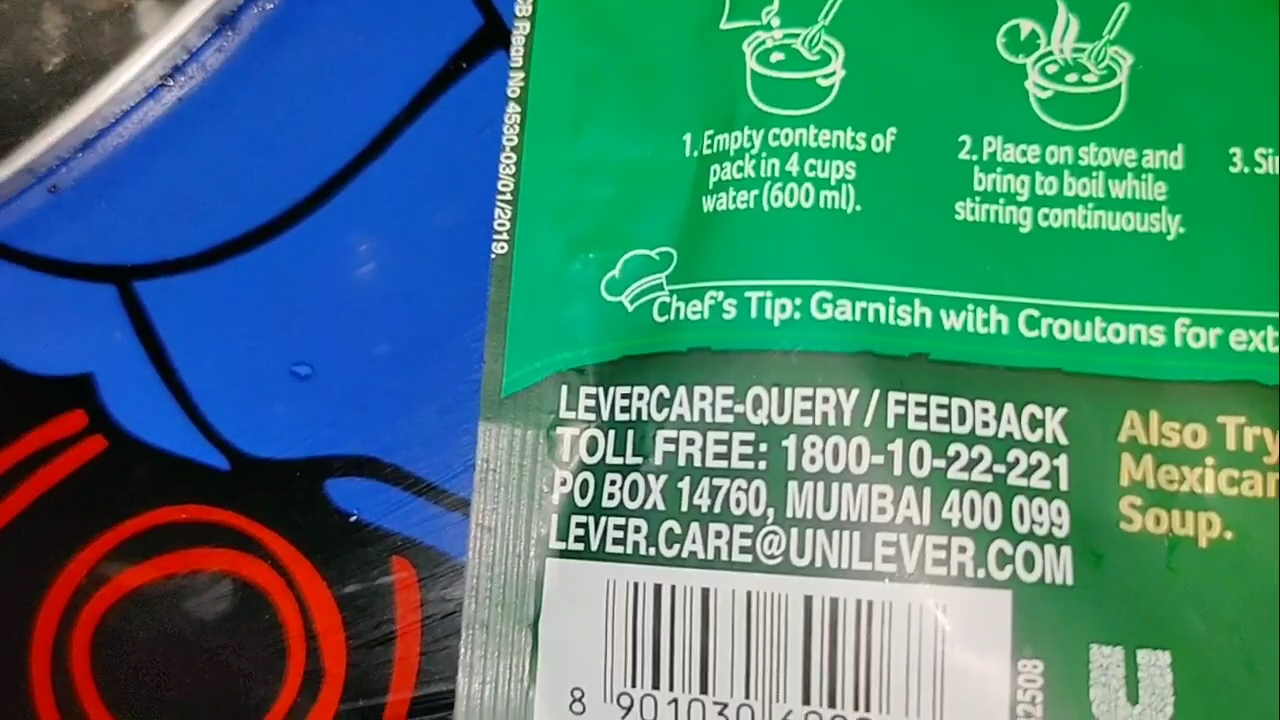 Regn No 4530-03/01/2019.
1. Empty contents of
pack in 4 cups
water (600 ml).
2. Place on stove and
bring to boil while
stirring continuously.
3.
Chef's Tip: Garnish with Croutons for
LEVERCARE-QUERY / FEEDBACK
TOLL FREE: 1800-10-22-221
PO BOX 14760, MUMBAI 400 099
LEVER.CARE@UNILEVER.COM
Also Try
Mexican
Soup.
8 901030